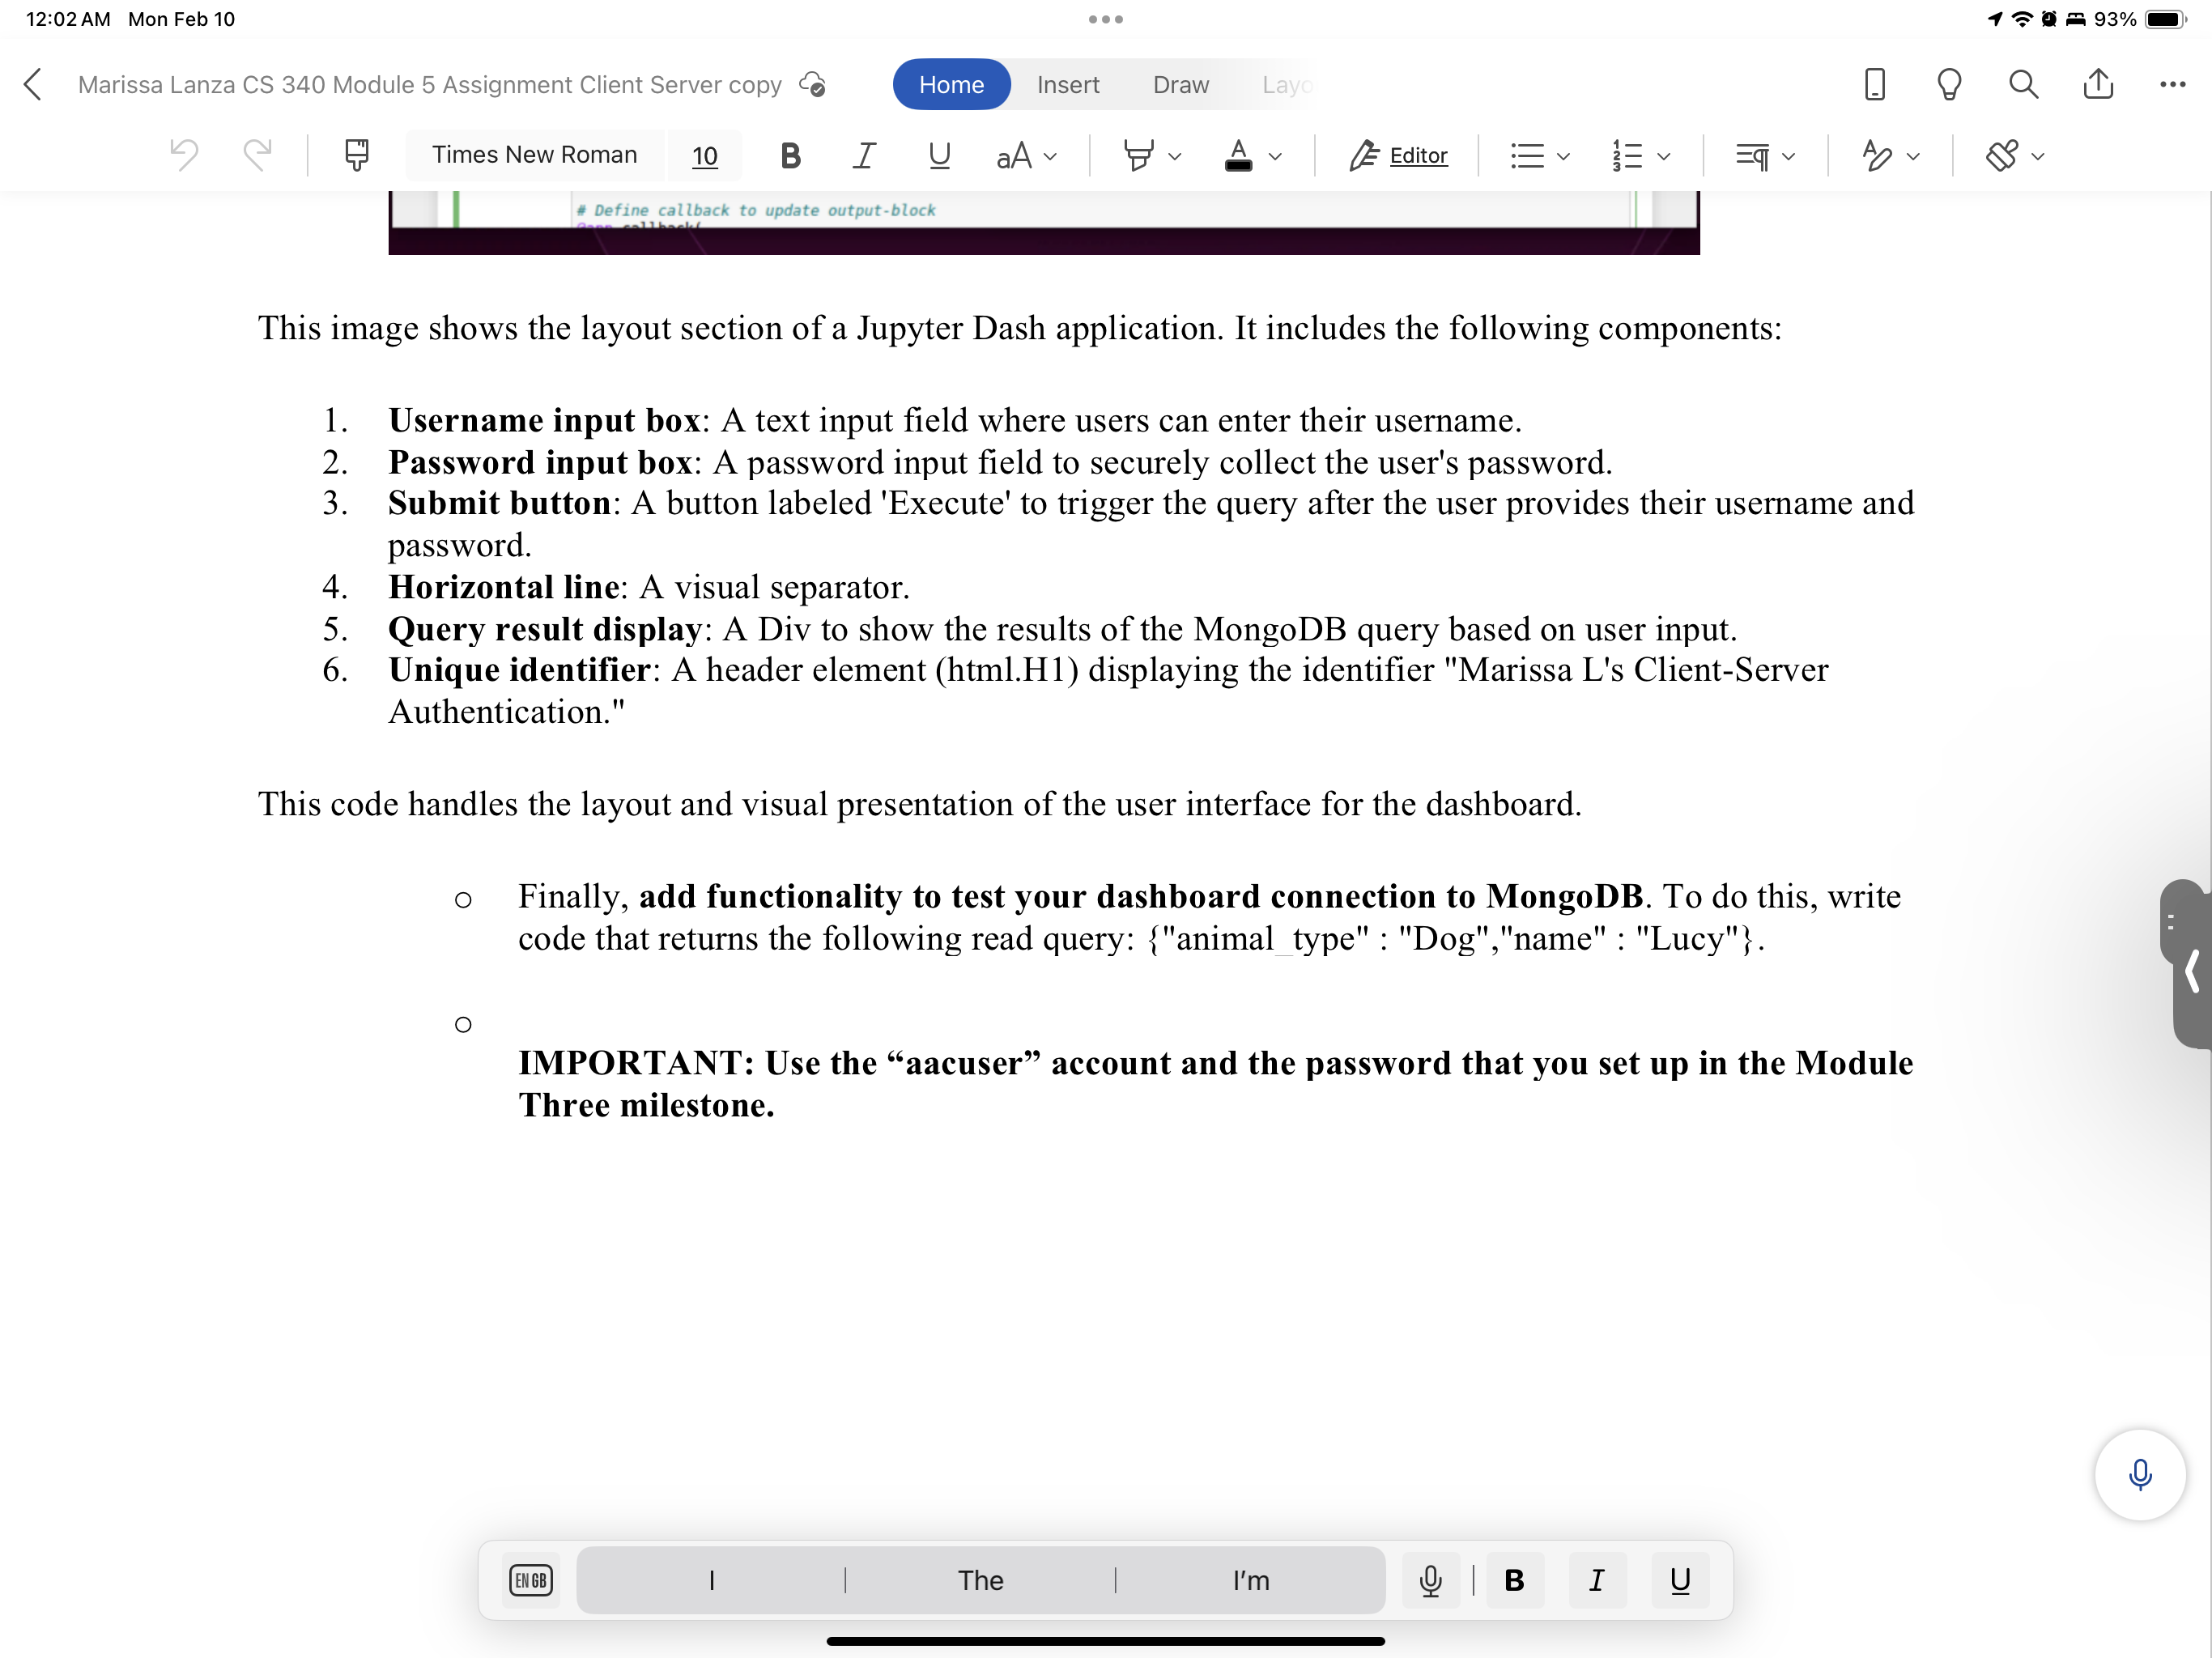 12:02 AM Mon Feb 10
93%
Marissa Lanza CS 340 Module 5 Assignment Client Server copy
Home Insert Draw Layo
Times New Roman 10 B I U aA A Editor
# Define callback to update output-block
@app callback(
This image shows the layout section of a Jupyter Dash application. It includes the following components:
1. Username input box: A text input field where users can enter their username.
2. Password input box: A password input field to securely collect the user's password.
3. Submit button: A button labeled 'Execute' to trigger the query after the user provides their username and
password.
4. Horizontal line: A visual separator.
5. Query result display: A Div to show the results of the MongoDB query based on user input.
6. Unique identifier: A header element (html.H1) displaying the identifier "Marissa L's Client-Server
Authentication."
This code handles the layout and visual presentation of the user interface for the dashboard.
○ Finally, add functionality to test your dashboard connection to MongoDB. To do this, write
code that returns the following read query: {"animal_type" : "Dog","name" : "Lucy"}.
○
IMPORTANT: Use the “aacuser” account and the password that you set up in the Module
Three milestone.
EN GB I The I’m B I U